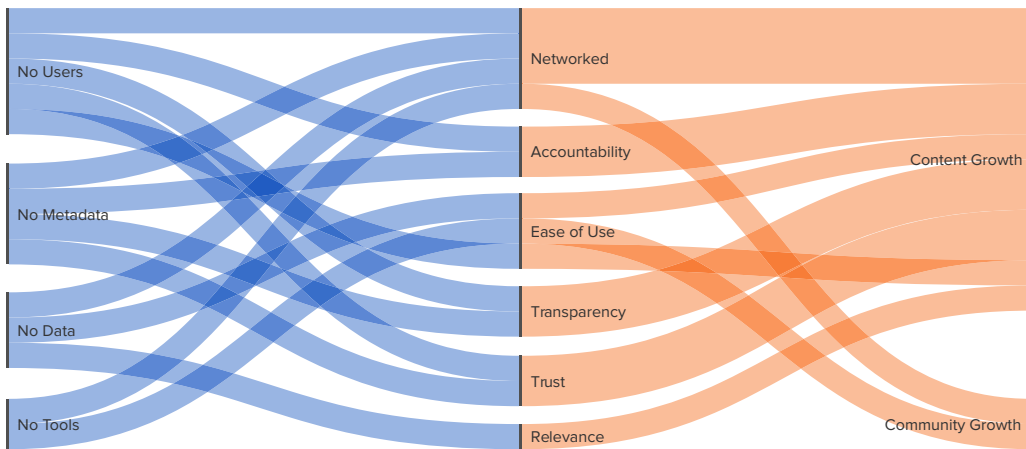 No Users
No Metadata
No Data
No Tools
Networked
Accountability
Ease of Use
Transparency
Trust
Relevance
Content Growth
Community Growth